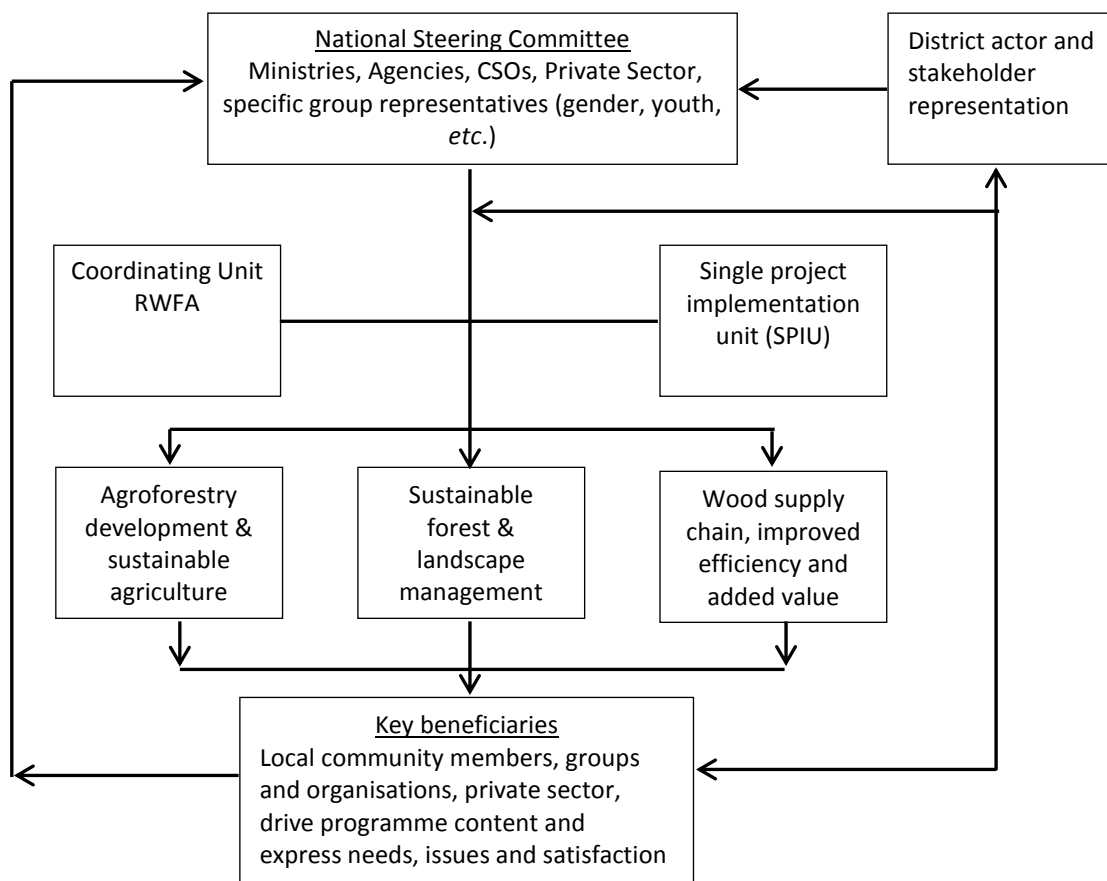 National Steering Committee
Ministries, Agencies, CSOs, Private Sector,
specific group representatives (gender, youth,
etc.)
District actor and
stakeholder
representation
Coordinating Unit
RWFA
Single project
implementation
unit (SPIU)
Agroforestry
development &
sustainable
agriculture
Sustainable
forest &
landscape
management
Wood supply
chain, improved
efficiency and
added value
Key beneficiaries
Local community members, groups
and organisations, private sector,
drive programme content and
express needs, issues and satisfaction